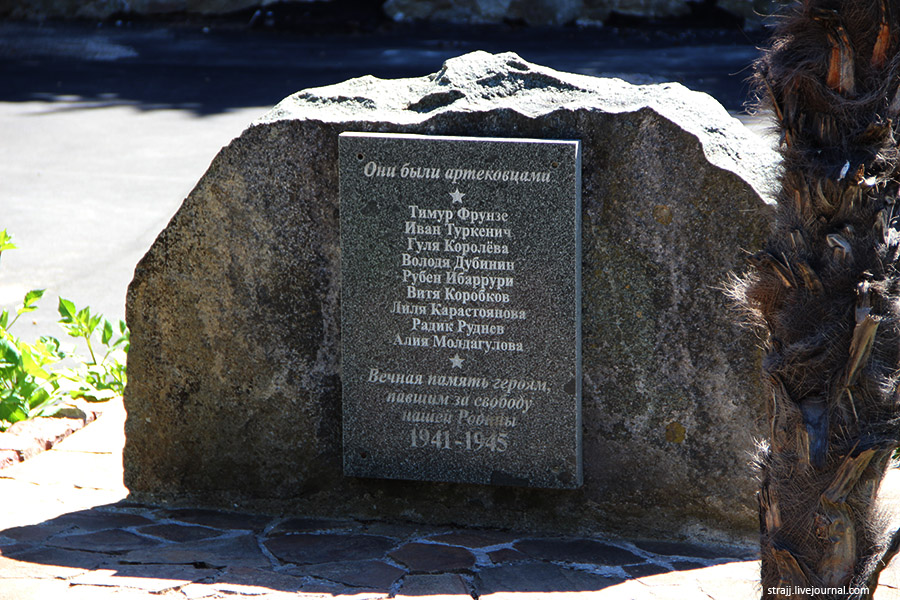 Они были артековцами
Тимур Фрунзе
Иван Туркенич
Гуля Королёва
Володя Дубинин
Рубен Ибаррури
Витя Коробков
Лиля Карастоянова
Радик Руднев
Алия Молдагулова
Вечная память героям,
павшим за свободу
нашей Родины
1941-1945
strajj.livejournal.com